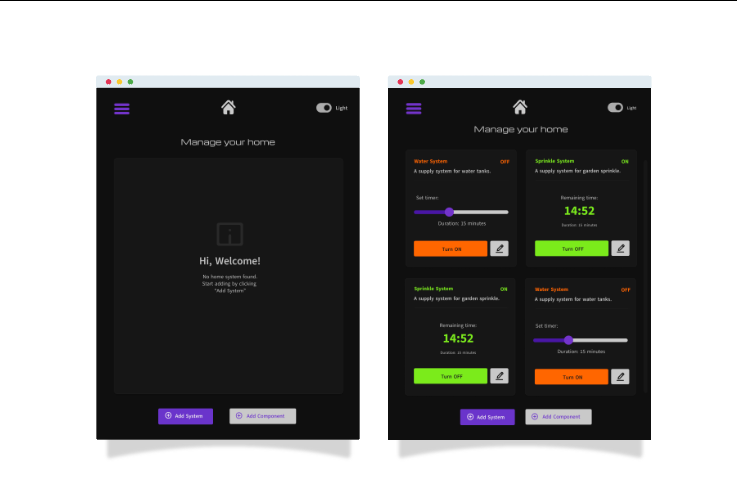 Light
Manage your home
Hi, Welcome!
No home system found.
Start adding by clicking
"Add System"
Add System
Add Component
Light
Manage your home
Water System OFF
A supply system for water tanks.
Set timer:
Duration: 15 minutes
Turn ON
Sprinkle System ON
A supply system for garden sprinkle.
Remaining time:
14:52
Duration: 15 minutes
Turn OFF
Sprinkle System ON
A supply system for garden sprinkle.
Remaining time:
14:52
Duration: 15 minutes
Turn OFF
Water System OFF
A supply system for water tanks.
Set timer:
Duration: 15 minutes
Turn ON
Add System
Add Component